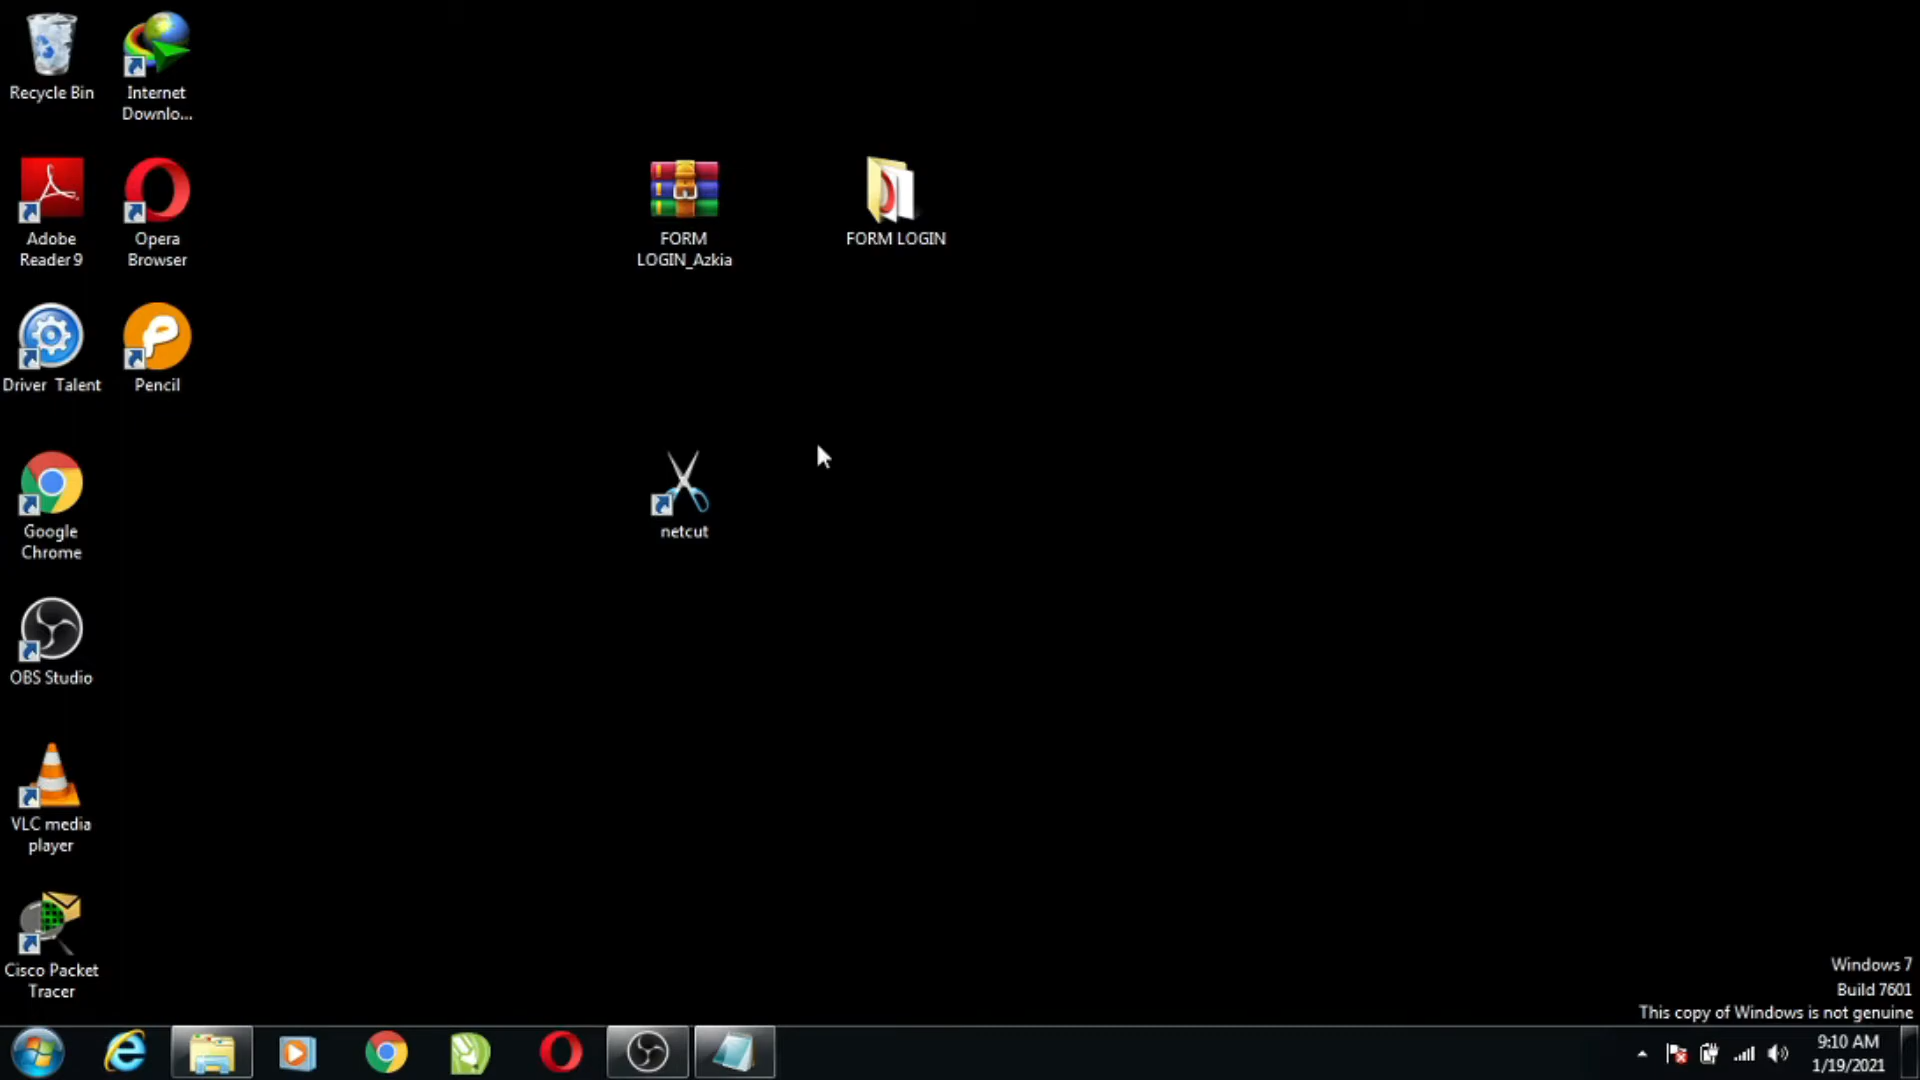 Recycle Bin
Internet
Downlo...
Adobe
Reader 9
Opera
Browser
FORM
LOGIN_Azkia
FORM LOGIN
Driver Talent
Pencil
Google
Chrome
netcut
OBS Studio
VLC media
player
Cisco Packet
Tracer
Windows 7
Build 7601
This copy of Windows is not genuine
9:10 AM
1/19/2021